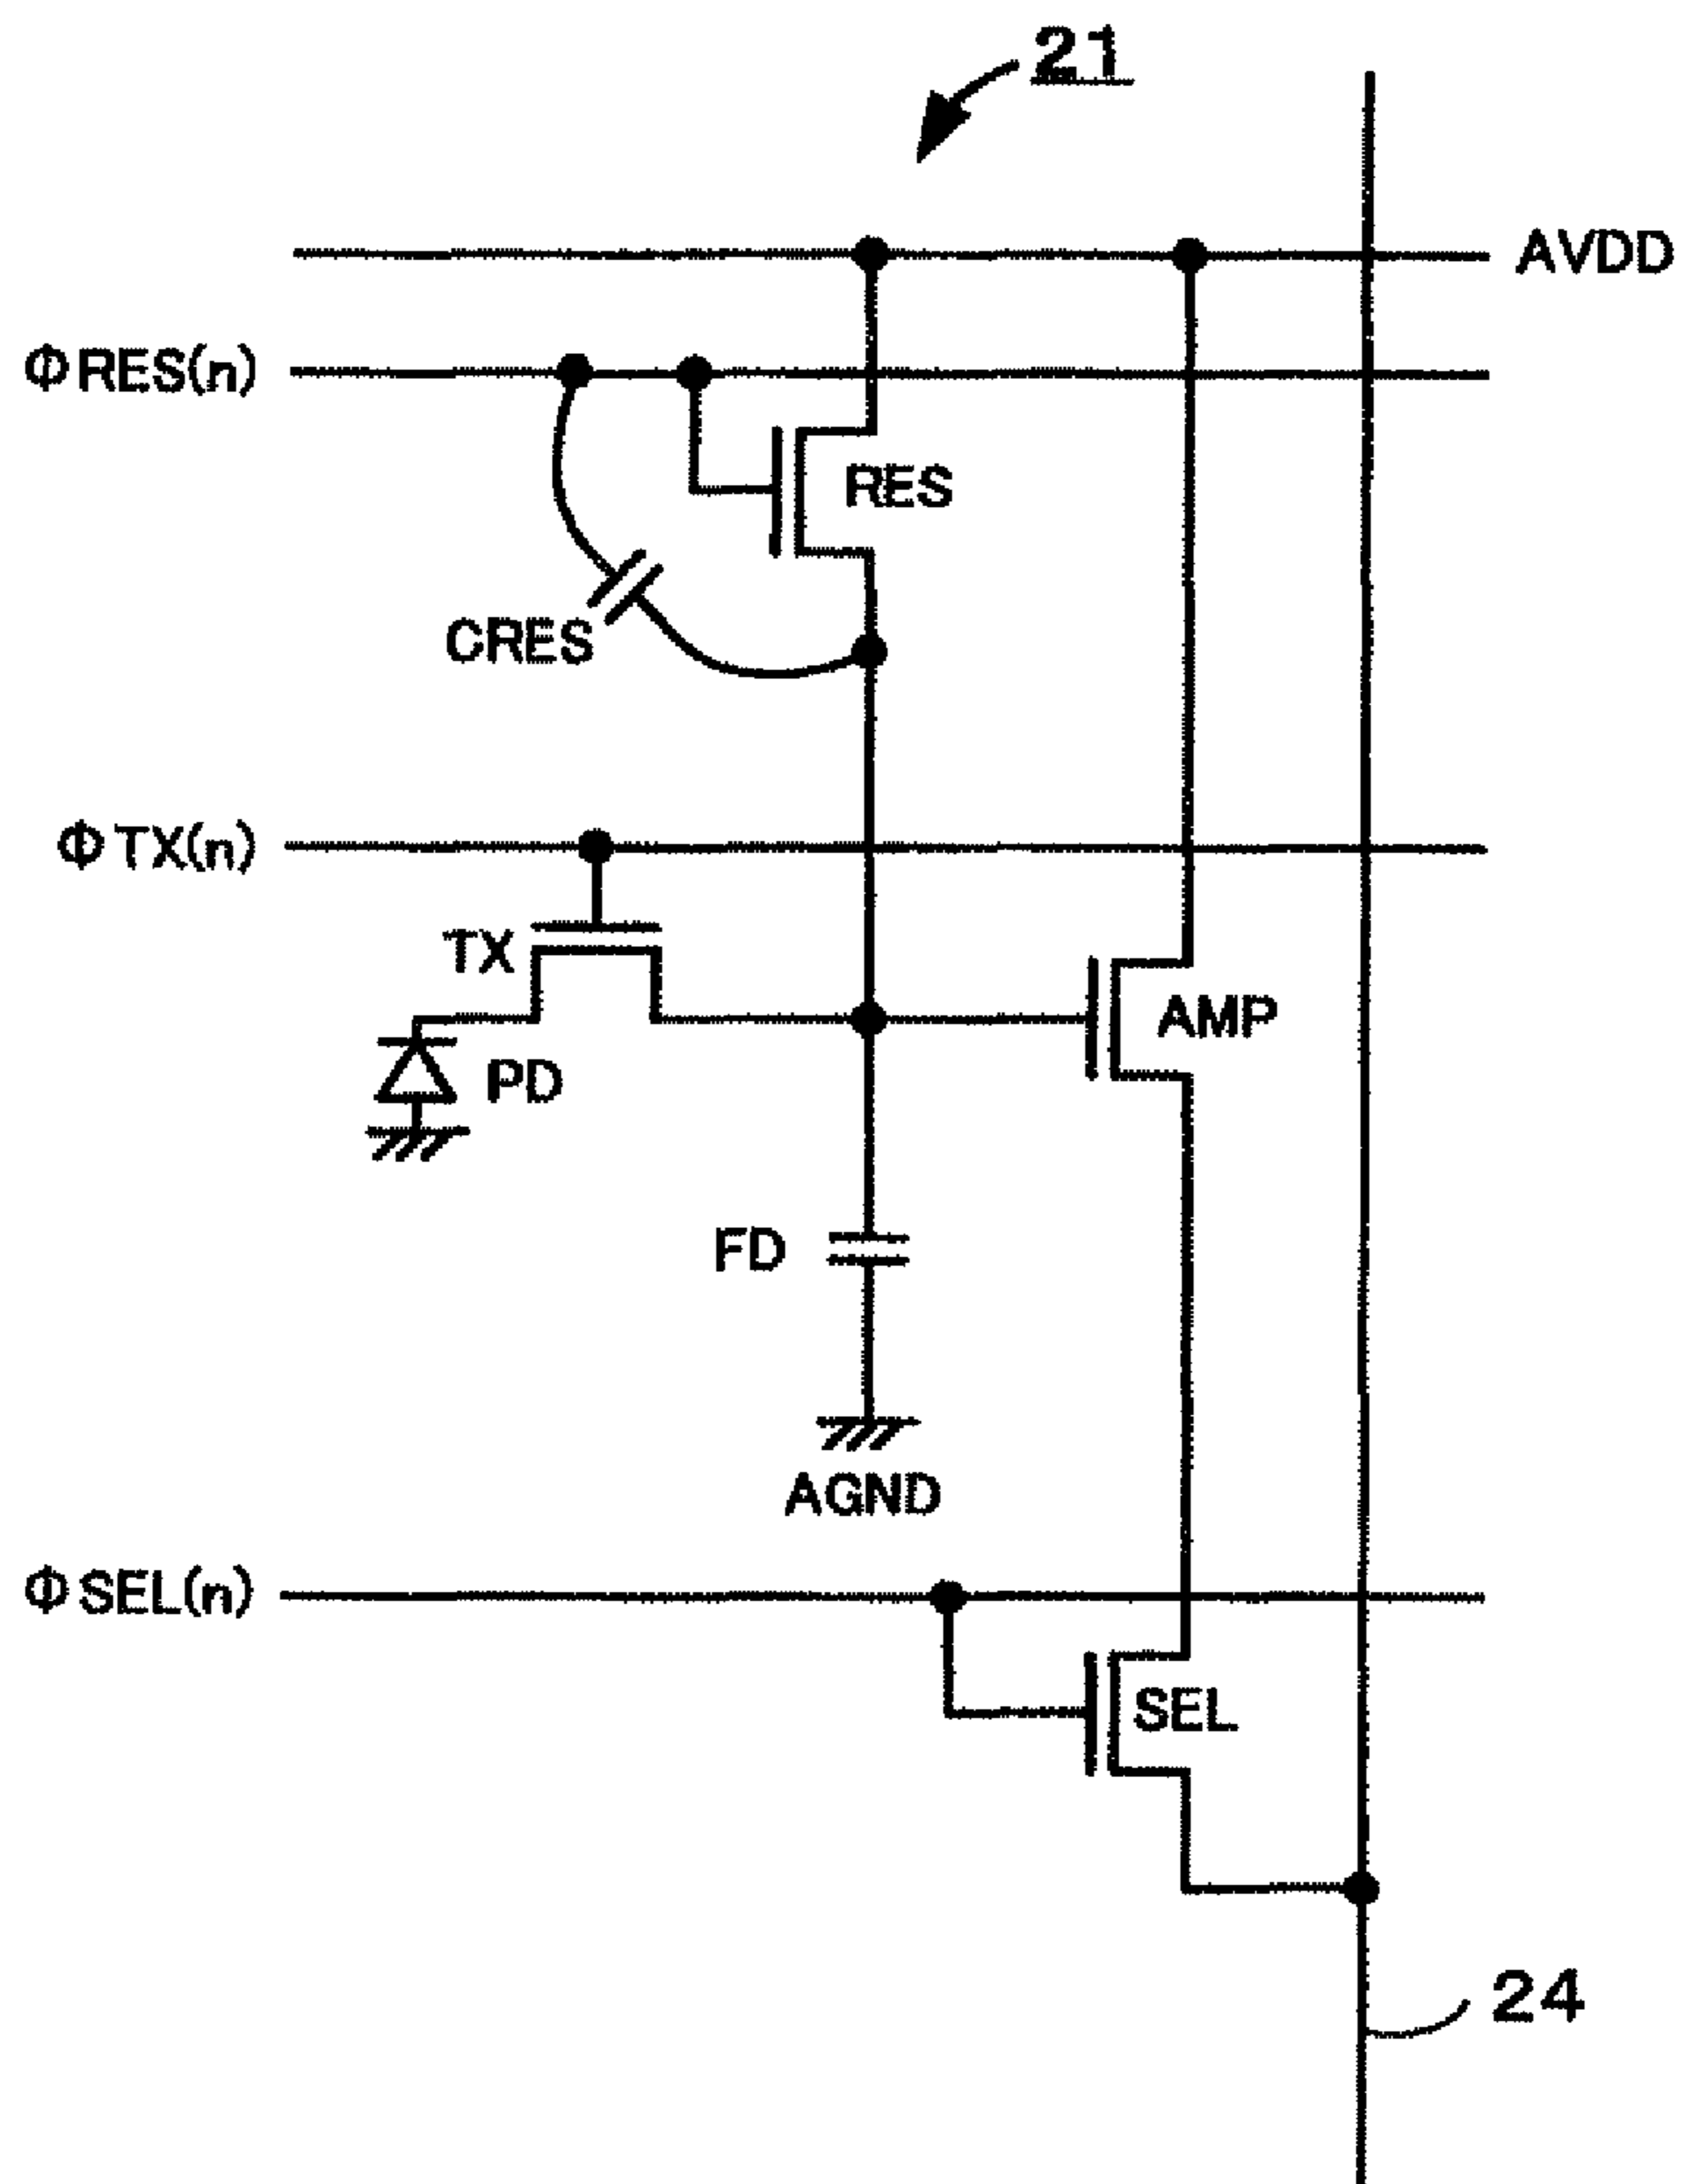 21
AVDD
ΦRES(n)
RES
CRES
ΦTX(n)
TX
AMP
PD
FD
AGND
ΦSEL(n)
SEL
24